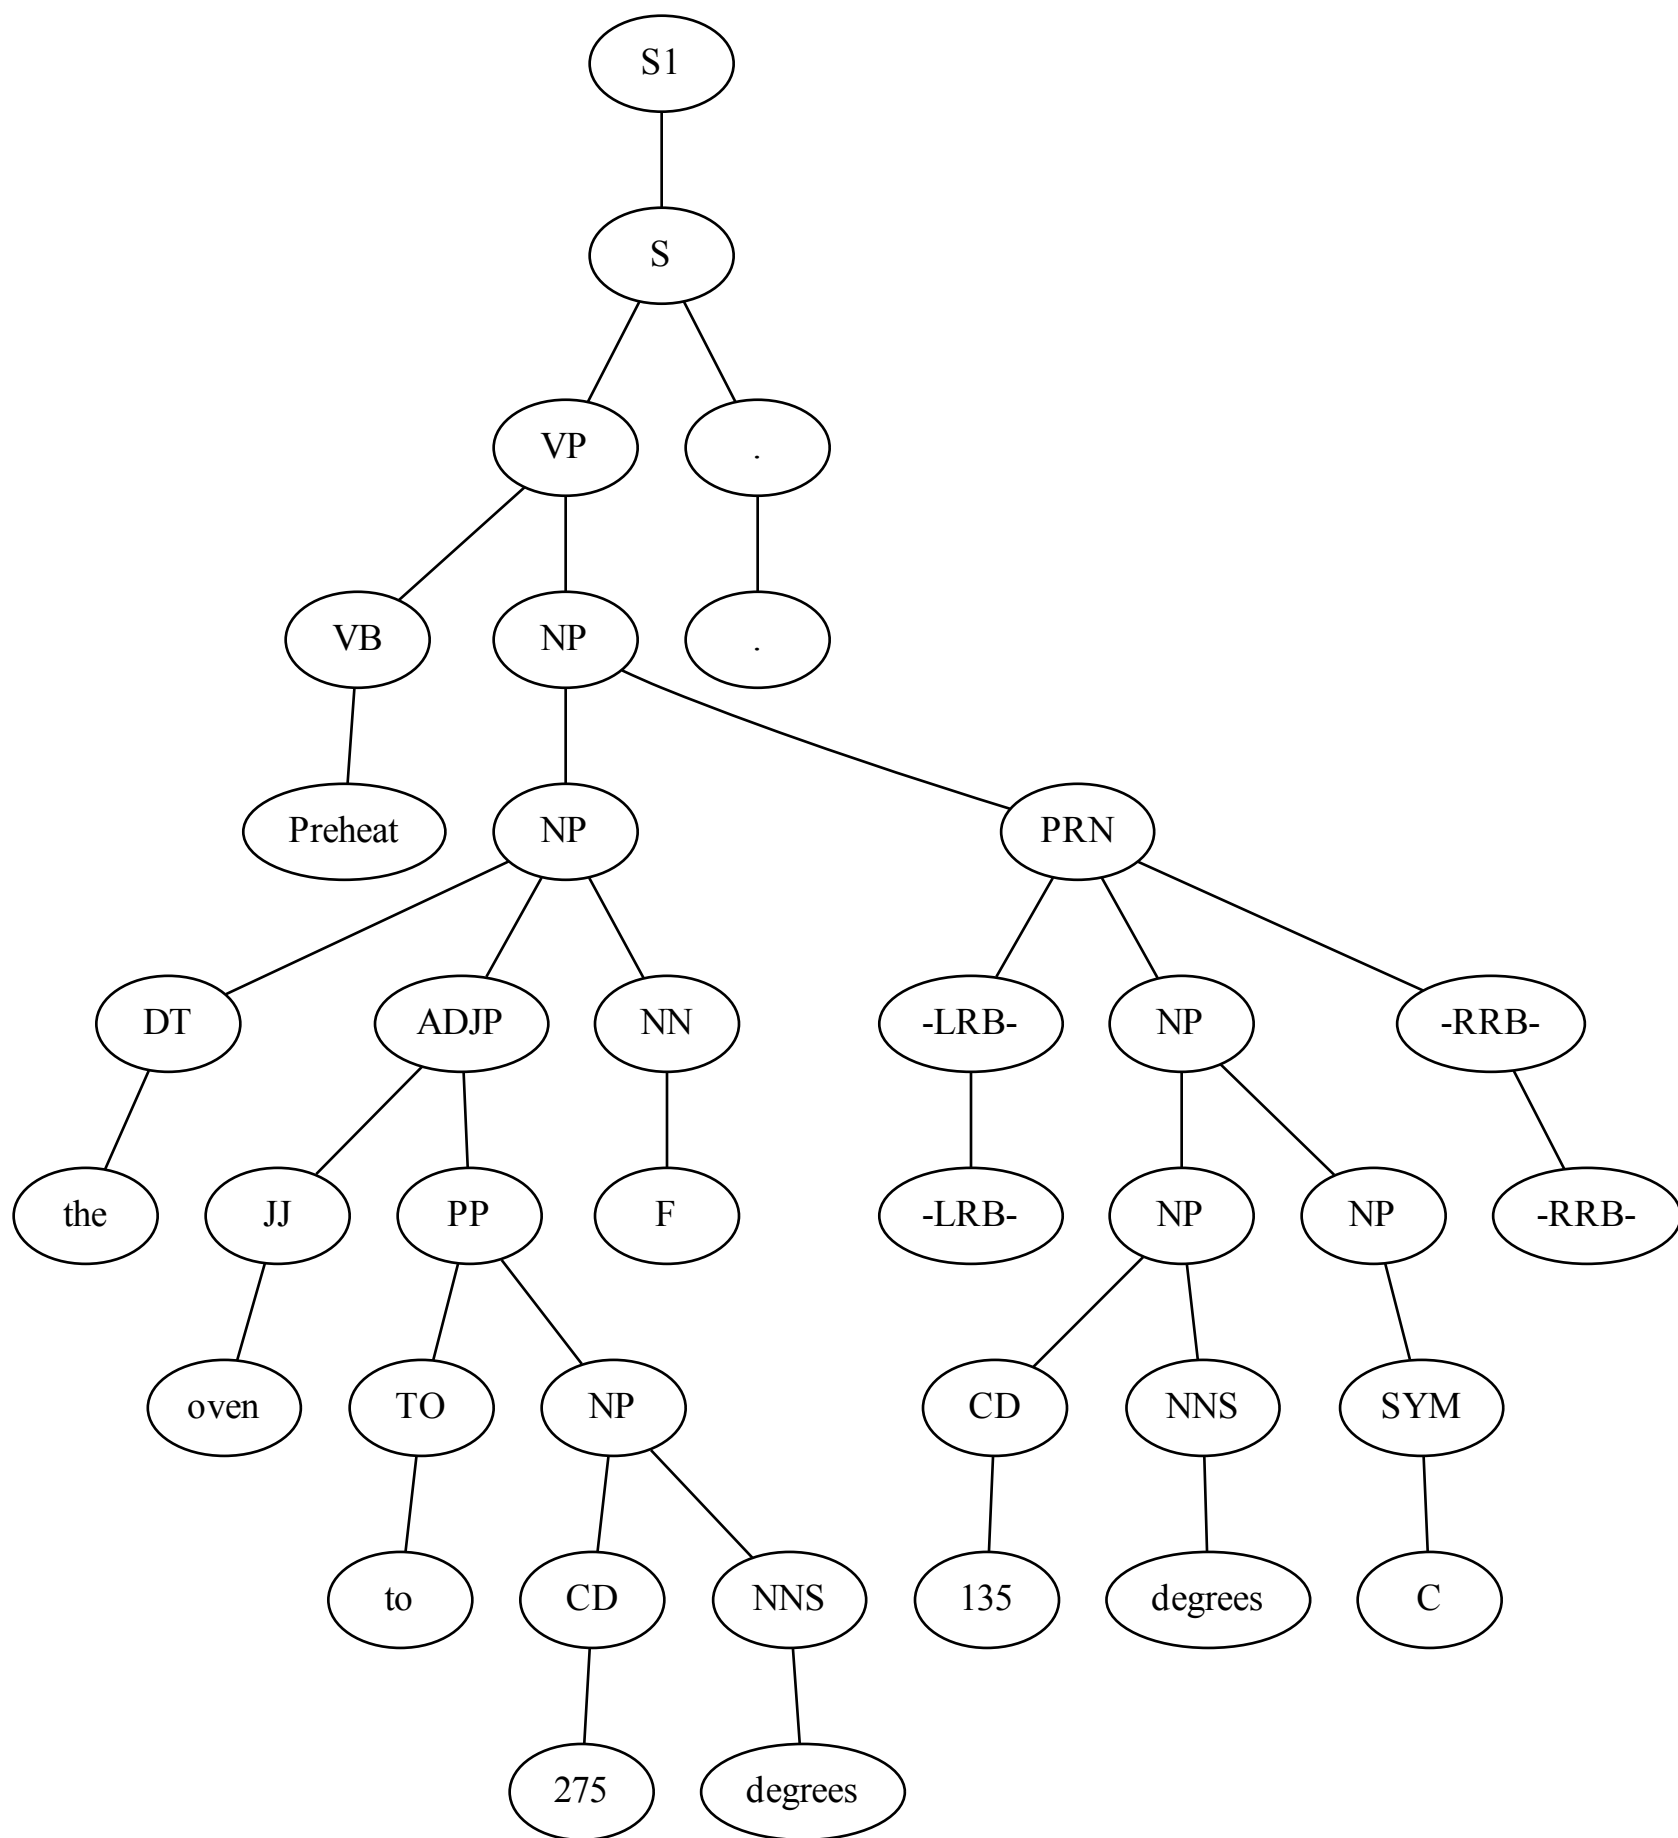 S1
S
VP .
VB NP .
Preheat NP PRN
DT ADJP NN -LRB- NP -RRB-
the JJ PP F -LRB- NP NP -RRB-
oven TO NP CD NNS SYM
to CD NNS 135 degrees C
275 degrees